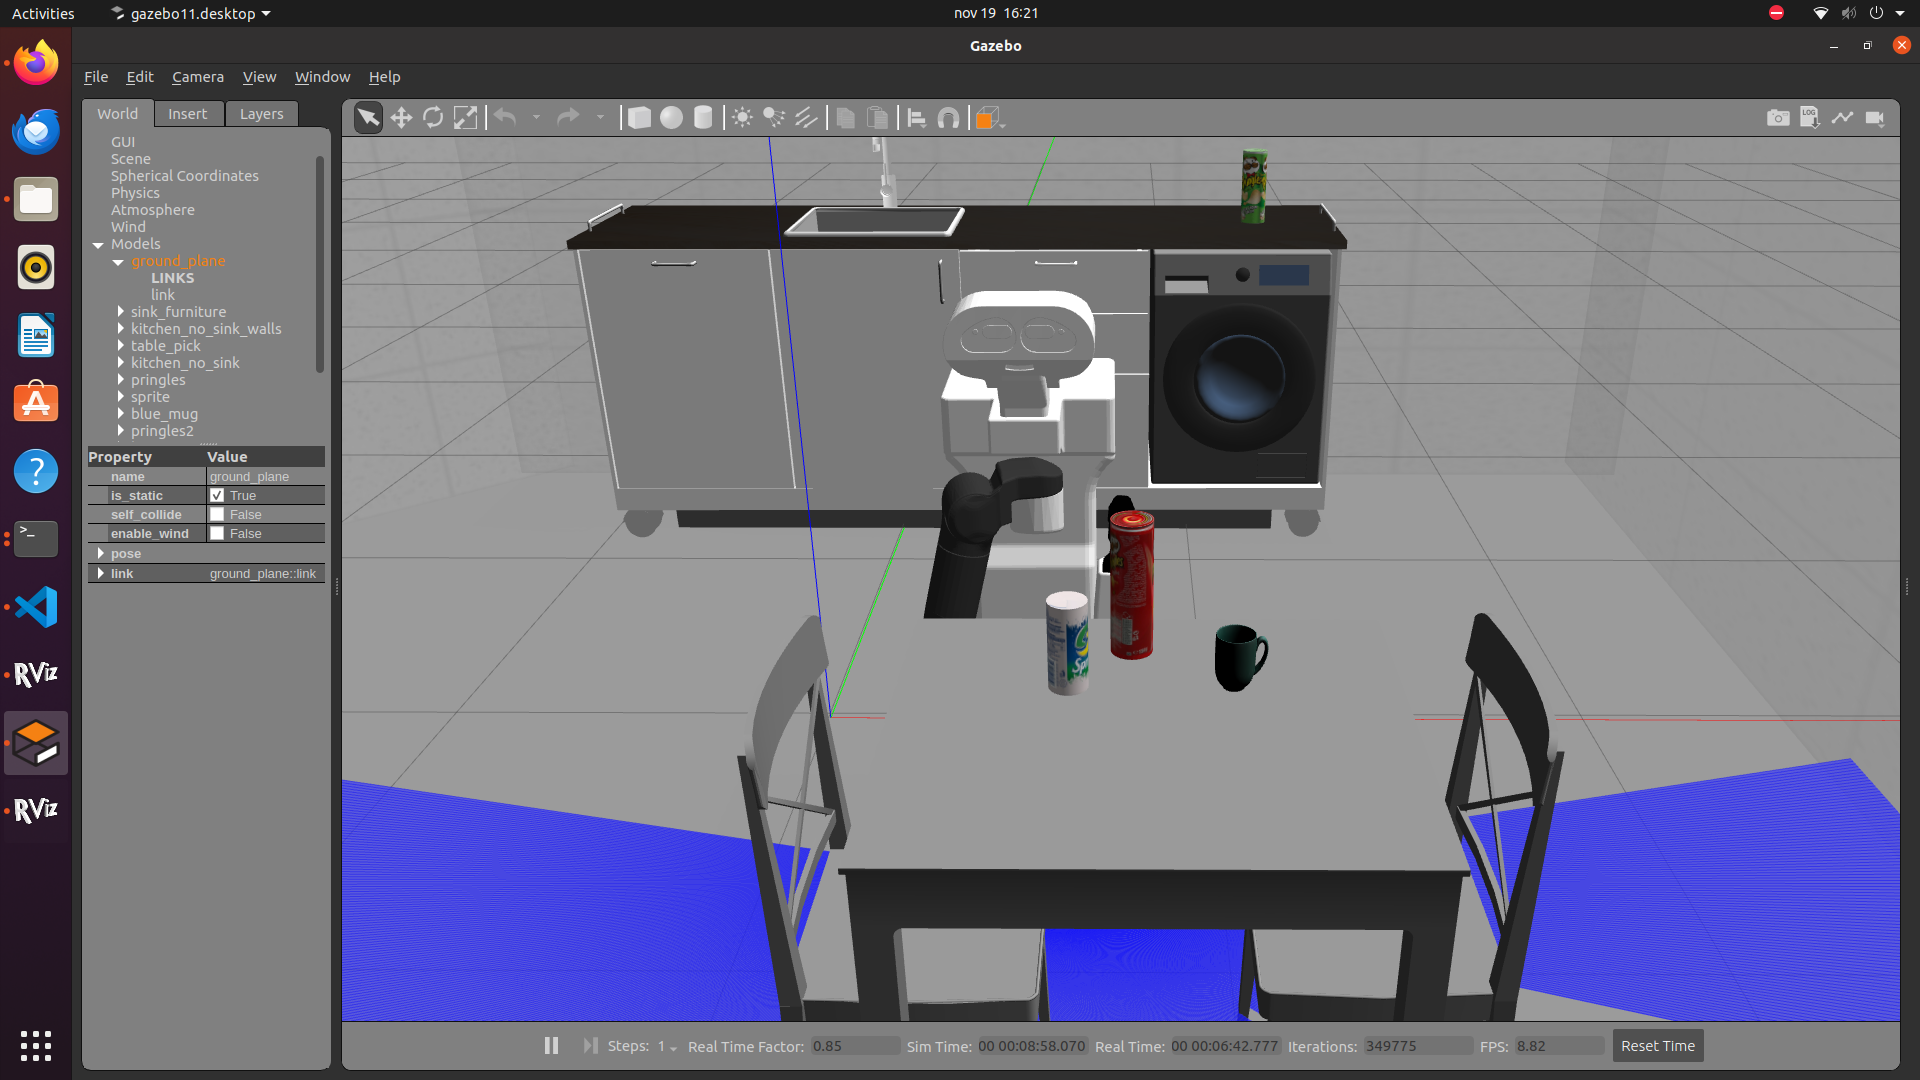 Activities
gazebo11.desktop
nov 19 16:21
Gazebo
File Edit Camera View Window Help
World Insert Layers
GUI
Scene
Spherical Coordinates
Physics
Atmosphere
Wind
Models
ground_plane
LINKS
link
sink_furniture
kitchen_no_sink_walls
table_pick
kitchen_no_sink
pringles
sprite
blue_mug
pringles2
Property Value
name ground_plane
is_static True
self_collide False
enable_wind False
pose
link ground_plane::link
LOG
>_
?
RViz
RViz
Steps: 1 Real Time Factor: 0.85 Sim Time: 00 00:08:58.070 Real Time: 00 00:06:42.777 Iterations: 349775 FPS: 8.82 Reset Time